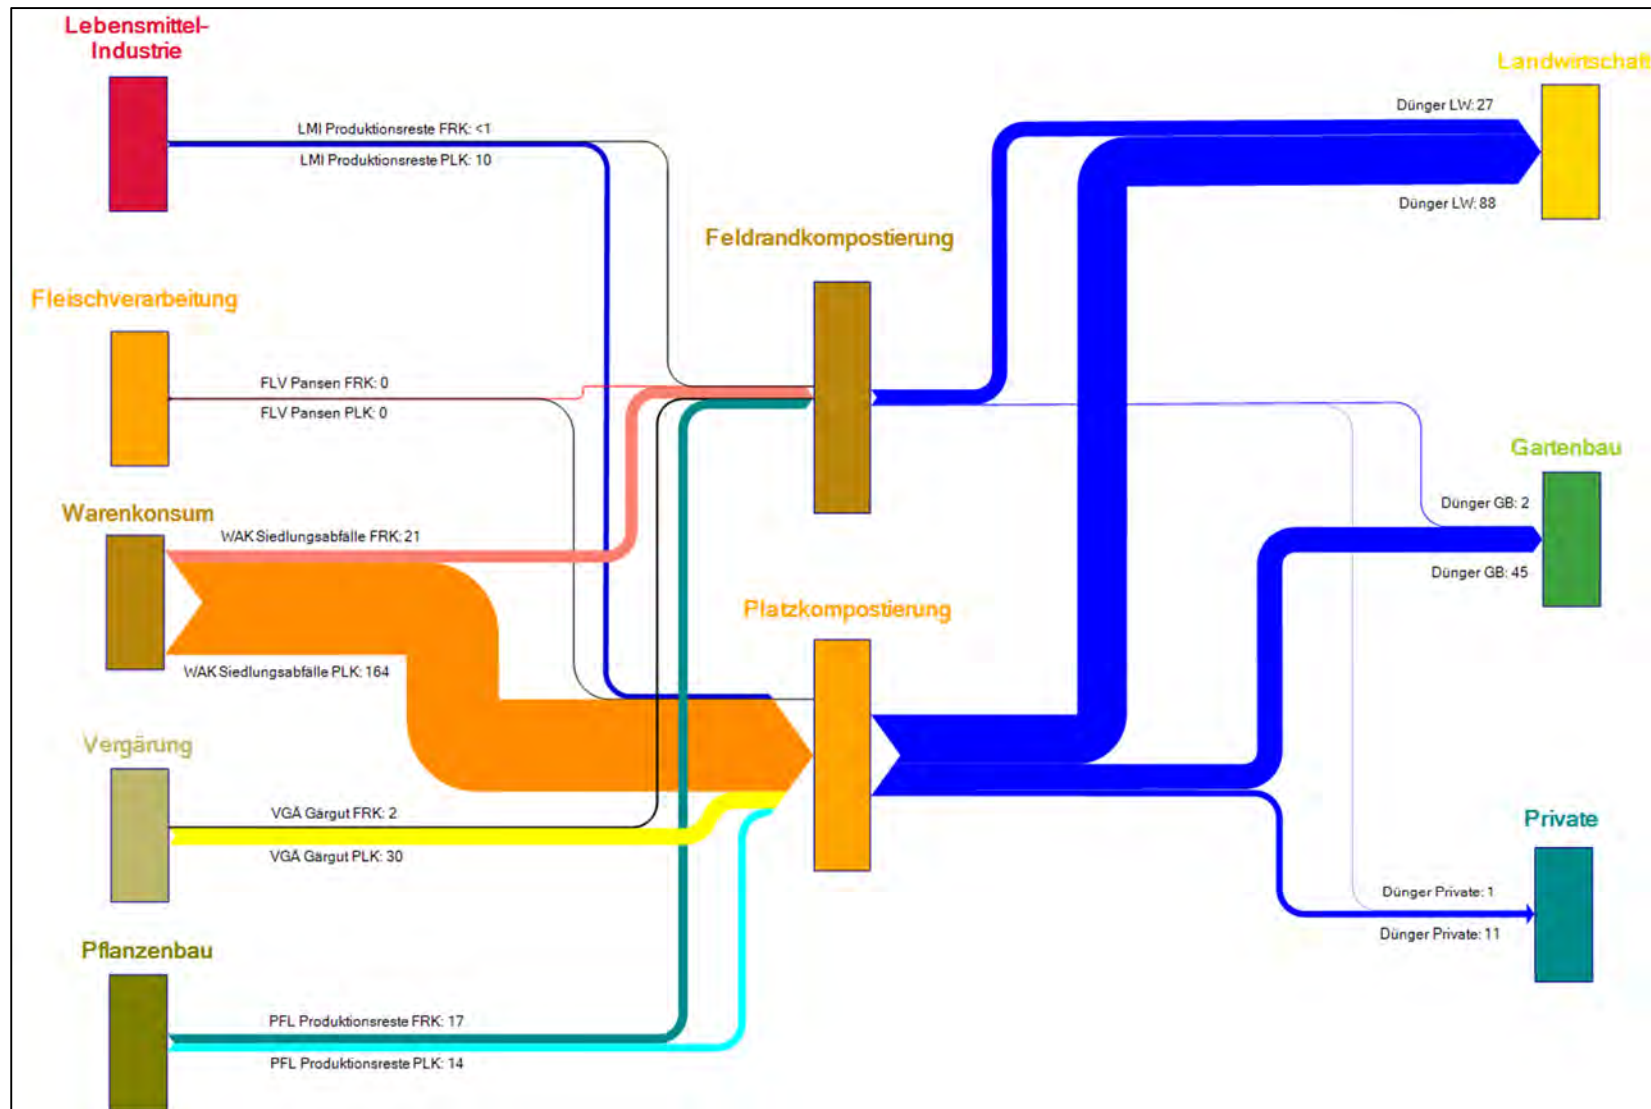 Lebensmittel-
Industrie
LMI Produktionsreste FRK: <1
LMI Produktionsreste PLK: 10
Fleischverarbeitung
FLV Pansen FRK: 0
FLV Pansen PLK: 0
Warenkonsum
WAK Siedlungsabfälle FRK: 21
WAK Siedlungsabfälle PLK: 164
Vergärung
VGÄ Gärgut FRK: 2
VGÄ Gärgut PLK: 30
Pflanzenbau
PFL Produktionsreste FRK: 17
PFL Produktionsreste PLK: 14
Feldrandkompostierung
Platzkompostierung
Landwirtschaft
Dünger LW: 27
Dünger LW: 88
Gartenbau
Dünger GB: 2
Dünger GB: 45
Private
Dünger Private: 1
Dünger Private: 11